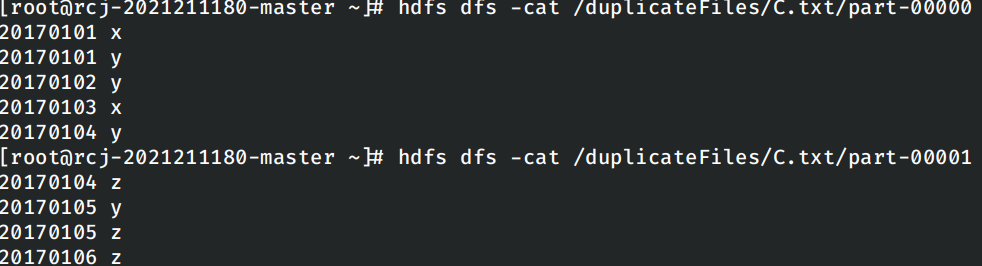 [root@rcj-2021211180-master ~]# hdfs dfs -cat /duplicateFiles/C.txt/part-00000
20170101 x
20170101 y
20170102 y
20170103 x
20170104 y
[root@rcj-2021211180-master ~]# hdfs dfs -cat /duplicateFiles/C.txt/part-00001
20170104 z
20170105 y
20170105 z
20170106 z